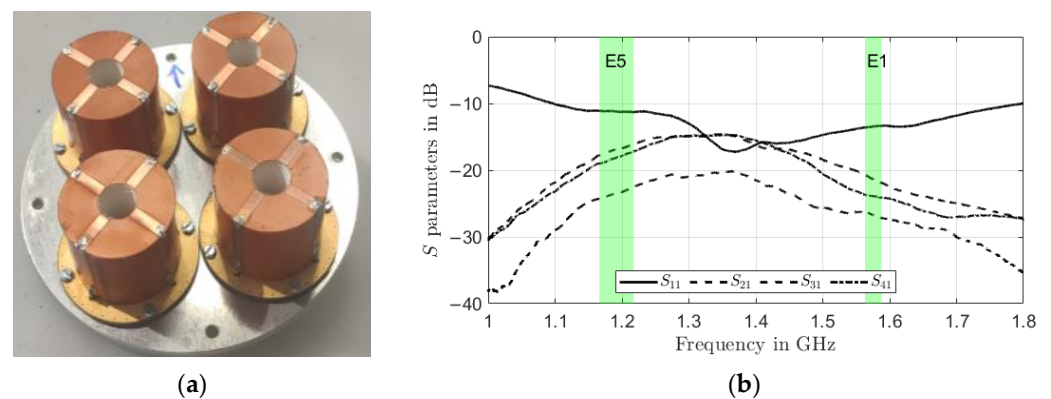 0
-10
-20
-30
-40
S parameters in dB
E5
E1
S11 S21 S31 S41
1 1.1 1.2 1.3 1.4 1.5 1.6 1.7 1.8
Frequency in GHz
(a) (b)